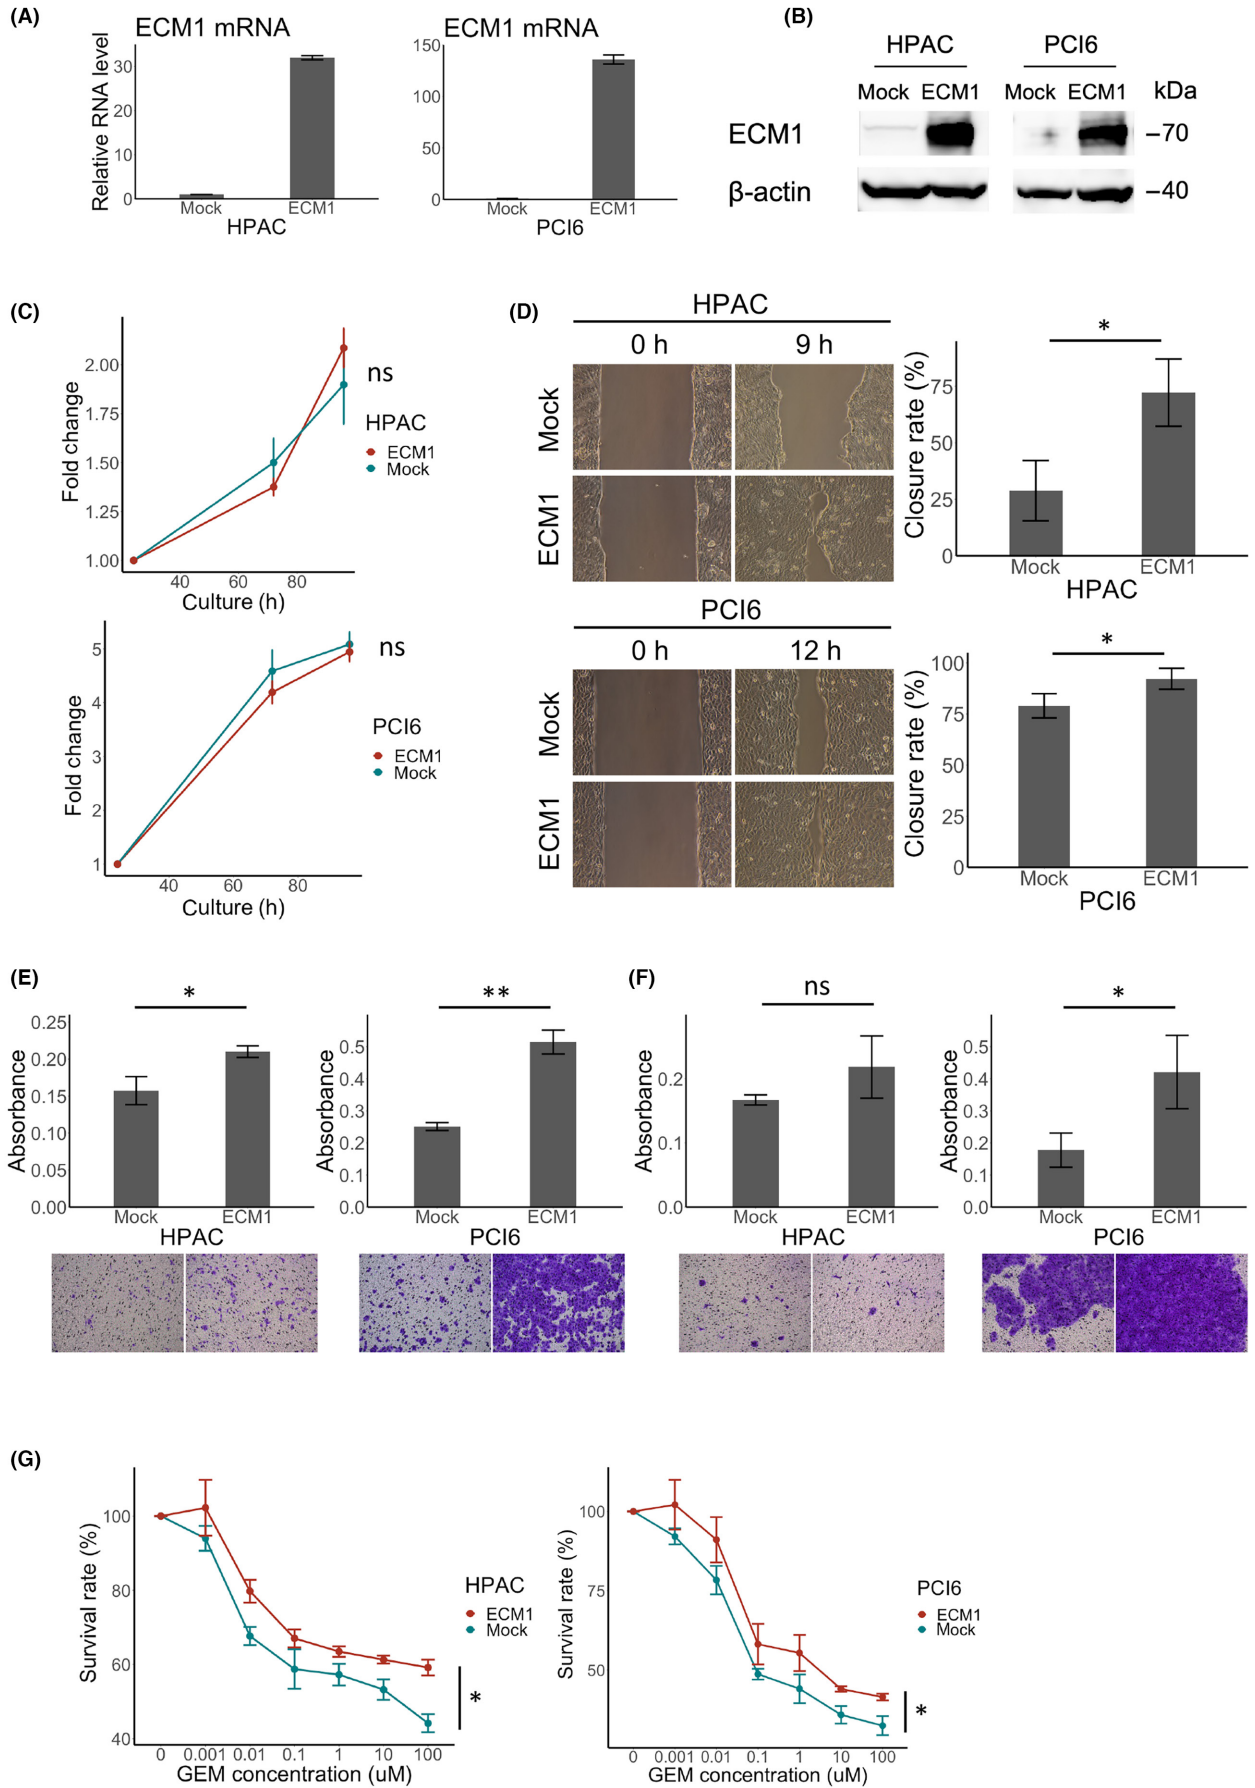 (A)
ECM1 mRNA
Relative RNA level
30
20
10
0
Mock
ECM1
HPAC
ECM1 mRNA
150
100
50
0
Mock
ECM1
PCI6
(B)
HPAC
PCI6
Mock ECM1
Mock ECM1
kDa
ECM1
–70
β-actin
–40
(C)
Fold change
2.00
1.75
1.50
1.25
1.00
40
60
80
Culture (h)
ns
HPAC
ECM1
Mock
Fold change
5
4
3
2
1
40
60
80
Culture (h)
ns
PCI6
ECM1
Mock
(D)
HPAC
0 h
9 h
Mock
ECM1
Closure rate (%)
75
50
25
0
*
Mock
ECM1
HPAC
PCI6
0 h
12 h
Mock
ECM1
Closure rate (%)
100
75
50
25
0
*
Mock
ECM1
PCI6
(E)
Absorbance
0.25
0.20
0.15
0.10
0.05
0.00
*
Mock
ECM1
HPAC
Absorbance
0.5
0.4
0.3
0.2
0.1
0.0
**
Mock
ECM1
PCI6
(F)
Absorbance
0.2
0.1
0.0
ns
Mock
ECM1
HPAC
Absorbance
0.5
0.4
0.3
0.2
0.1
0.0
*
Mock
ECM1
PCI6
(G)
Survival rate (%)
100
80
60
40
0 0.001 0.01 0.1 1 10 100
GEM concentration (uM)
HPAC
ECM1
Mock
*
Survival rate (%)
100
75
50
0 0.001 0.01 0.1 1 10 100
GEM concentration (uM)
PCI6
ECM1
Mock
*